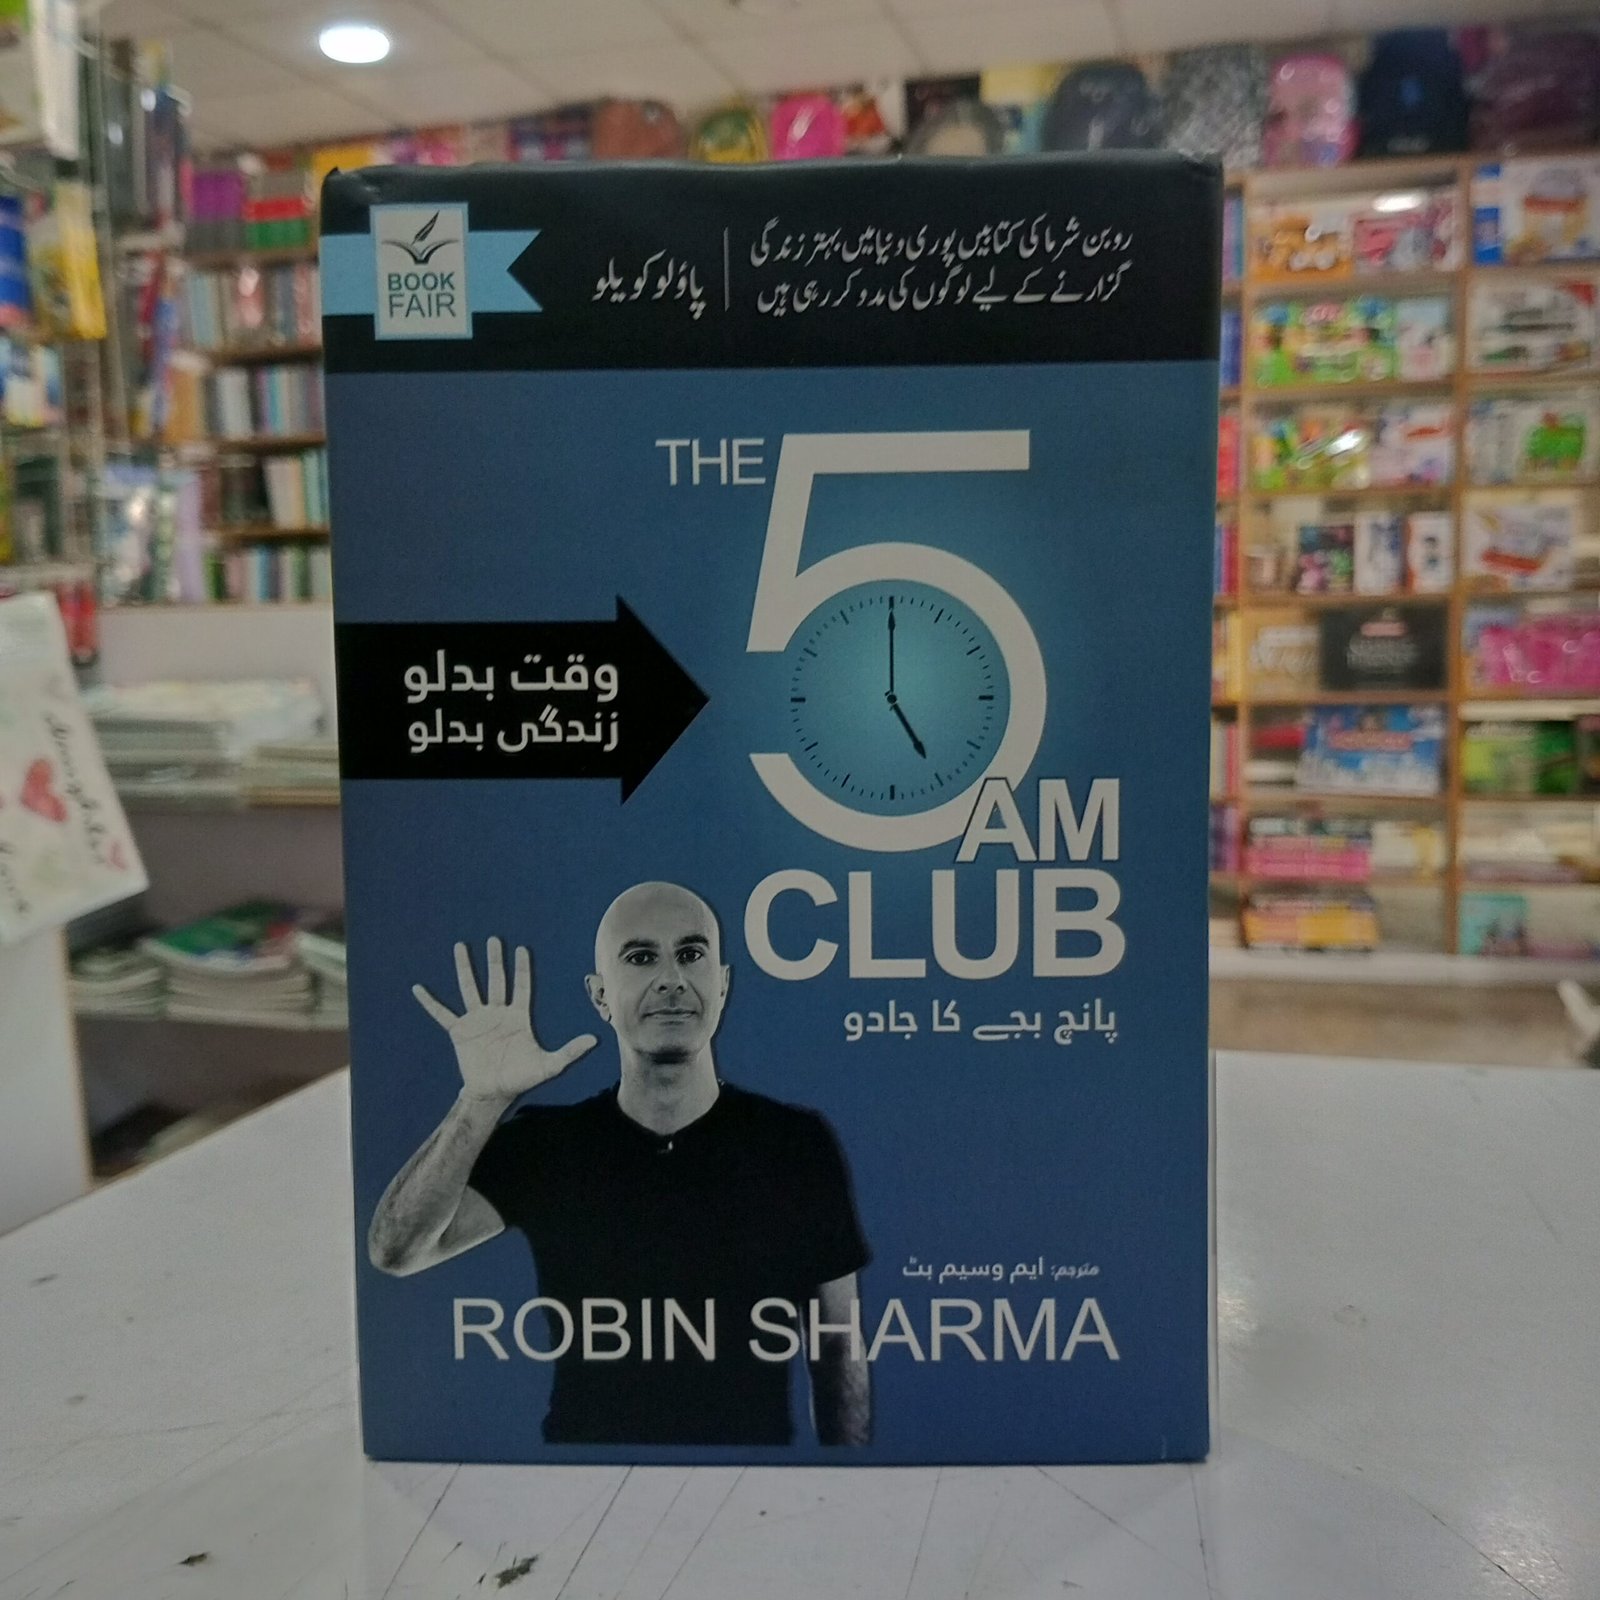 BOOK
FAIR
روبن شرما کی کتابیں پوری دنیا میں بہتر زندگی
گزارنے کے لیے لوگوں کی مدد کر رہی ہیں
پاؤلو کویلو
THE 5
AM
CLUB
پانچ بجے کا جادو
وقت بدلو
زندگی بدلو
مترجم: ایم وسیم بٹ
ROBIN SHARMA